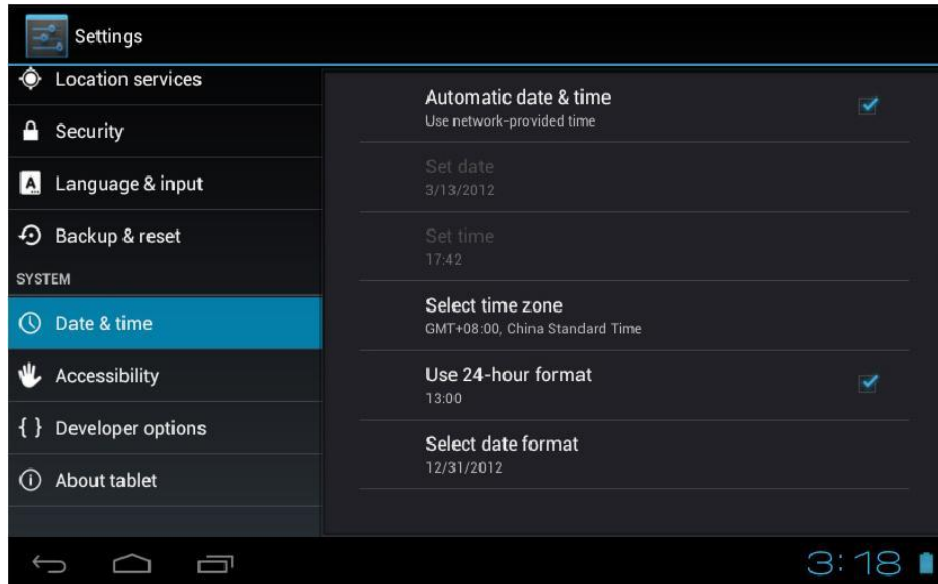 Settings
Location services
Security
Language & input
Backup & reset
SYSTEM
Date & time
Accessibility
{ } Developer options
About tablet
Automatic date & time
Use network-provided time
Set date
3/13/2012
Set time
17:42
Select time zone
GMT+08:00, China Standard Time
Use 24-hour format
13:00
Select date format
12/31/2012
3:18